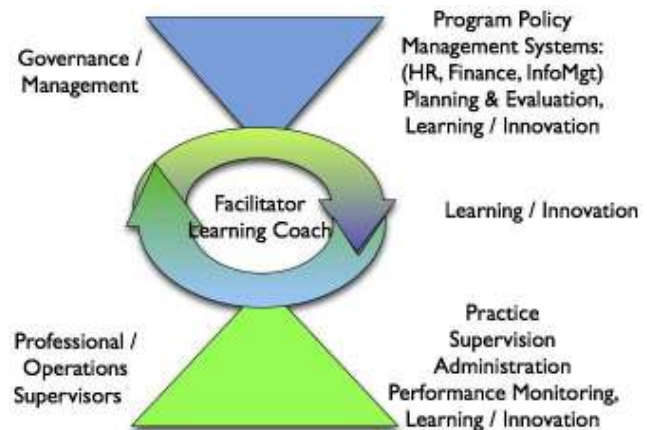 Governance /
Management
Program Policy
Management Systems:
(HR, Finance, InfoMgt)
Planning & Evaluation,
Learning / Innovation
Facilitator
Learning Coach
Learning / Innovation
Professional /
Operations
Supervisors
Practice
Supervision
Administration
Performance Monitoring,
Learning / Innovation